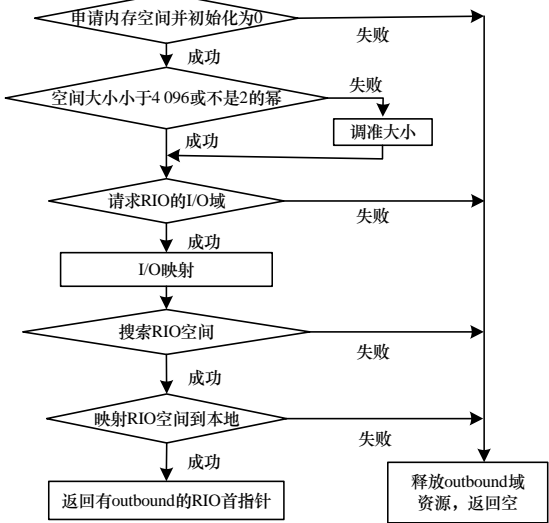 申请内存空间并初始化为0
失败
成功
空间大小小于4 096或不是2的幂
失败
调准大小
成功
请求RIO的I/O域
失败
成功
I/O映射
搜索RIO空间
失败
成功
映射RIO空间到本地
失败
成功
返回有outbound的RIO首指针
释放outbound域
资源，返回空